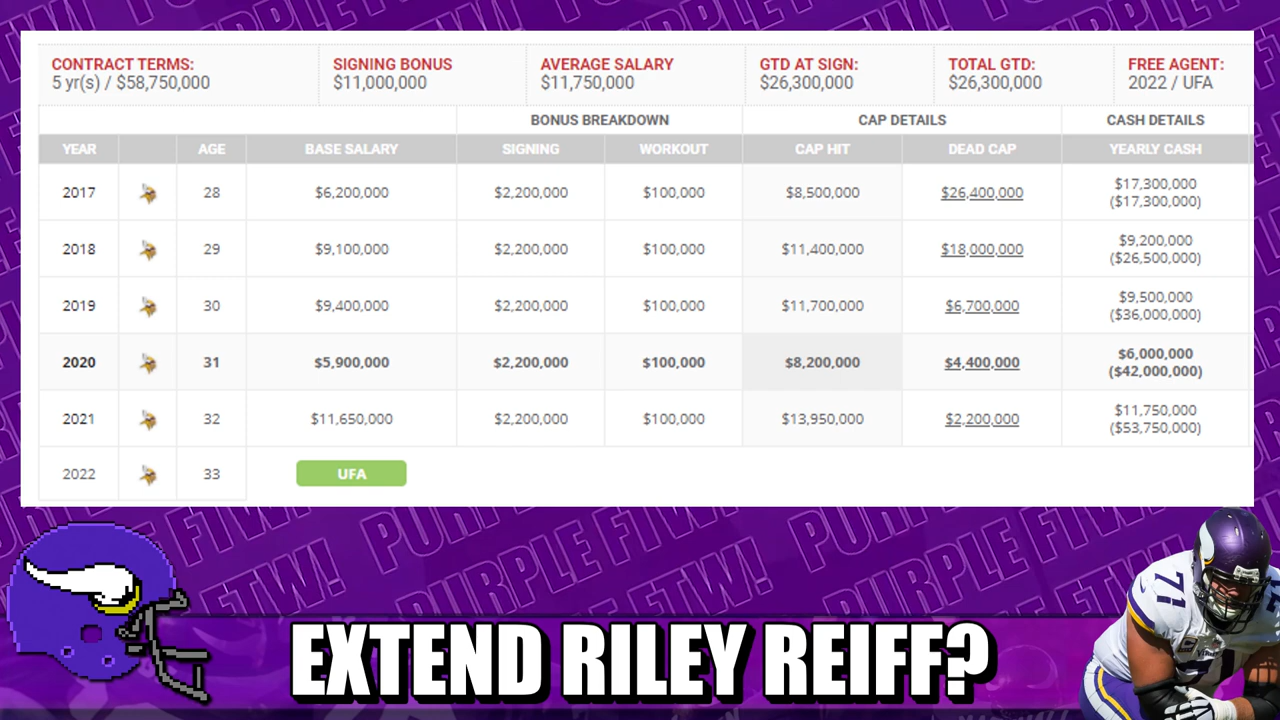 CONTRACT TERMS: SIGNING BONUS AVERAGE SALARY GTD AT SIGN: TOTAL GTD: FREE AGENT:
5 yr(s) / $58,750,000 $11,000,000 $11,750,000 $26,300,000 $26,300,000 2022 / UFA
BONUS BREAKDOWN CAP DETAILS CASH DETAILS
YEAR AGE BASE SALARY SIGNING WORKOUT CAP HIT DEAD CAP YEARLY CASH
2017 28 $6,200,000 $2,200,000 $100,000 $8,500,000 $26,400,000 $17,300,000
($17,300,000)
2018 29 $9,100,000 $2,200,000 $100,000 $11,400,000 $18,000,000 $9,200,000
($26,500,000)
2019 30 $9,400,000 $2,200,000 $100,000 $11,700,000 $6,700,000 $9,500,000
($36,000,000)
2020 31 $5,900,000 $2,200,000 $100,000 $8,200,000 $4,400,000 $6,000,000
($42,000,000)
2021 32 $11,650,000 $2,200,000 $100,000 $13,950,000 $2,200,000 $11,750,000
($53,750,000)
2022 33 UFA
PURPLE FTW!
71
EXTEND RILEY REIFF?